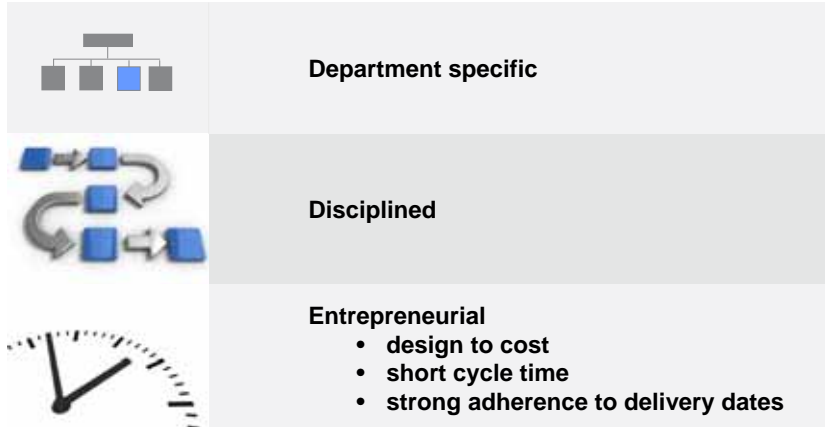 Department specific
Disciplined
Entrepreneurial
• design to cost
• short cycle time
• strong adherence to delivery dates